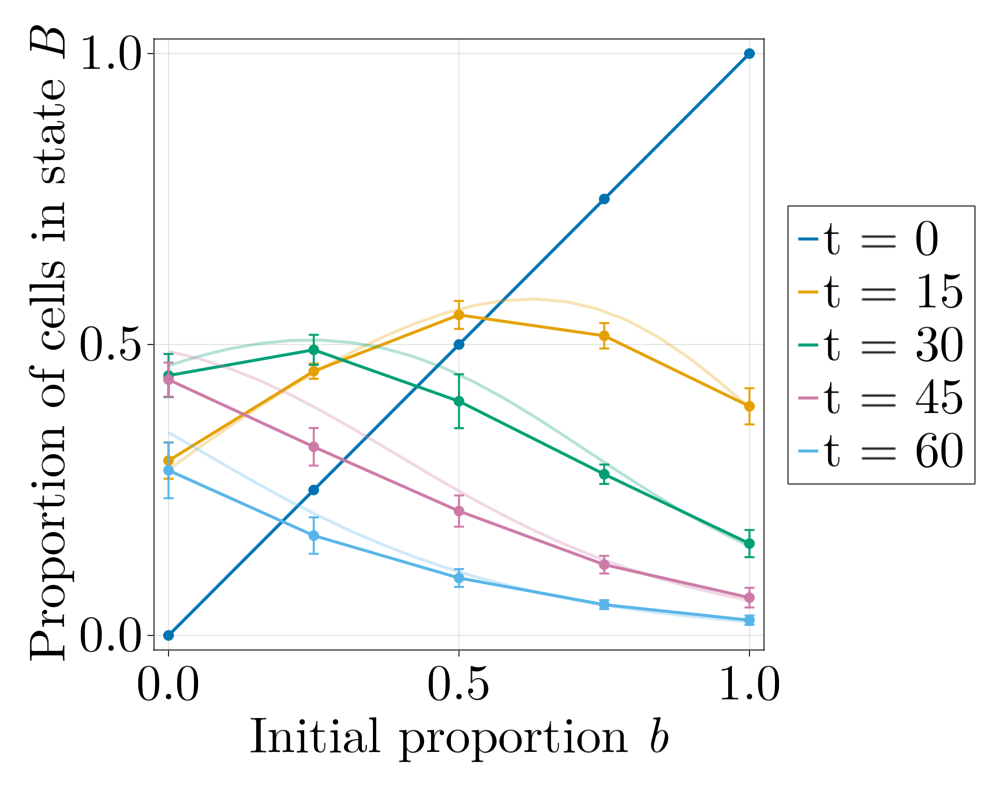 Proportion of cells in state B
1.0
0.5
0.0
0.0 0.5 1.0
Initial proportion b
t = 0
t = 15
t = 30
t = 45
t = 60